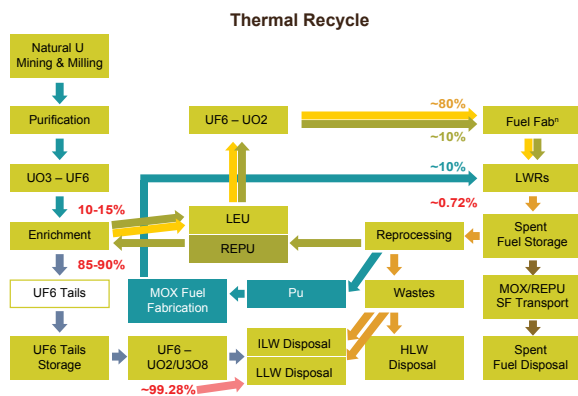 Thermal Recycle
Natural U
Mining & Milling
Purification
UF6 – UO2
~80%
~10%
Fuel Fabⁿ
UO3 – UF6
~10%
LWRs
10-15%
~0.72%
Enrichment
LEU
REPU
Reprocessing
Spent
Fuel Storage
85-90%
UF6 Tails
MOX Fuel
Fabrication
Pu
Wastes
MOX/REPU
SF Transport
UF6 Tails
Storage
UF6 –
UO2/U3O8
ILW Disposal
LLW Disposal
HLW
Disposal
Spent
Fuel Disposal
~99.28%